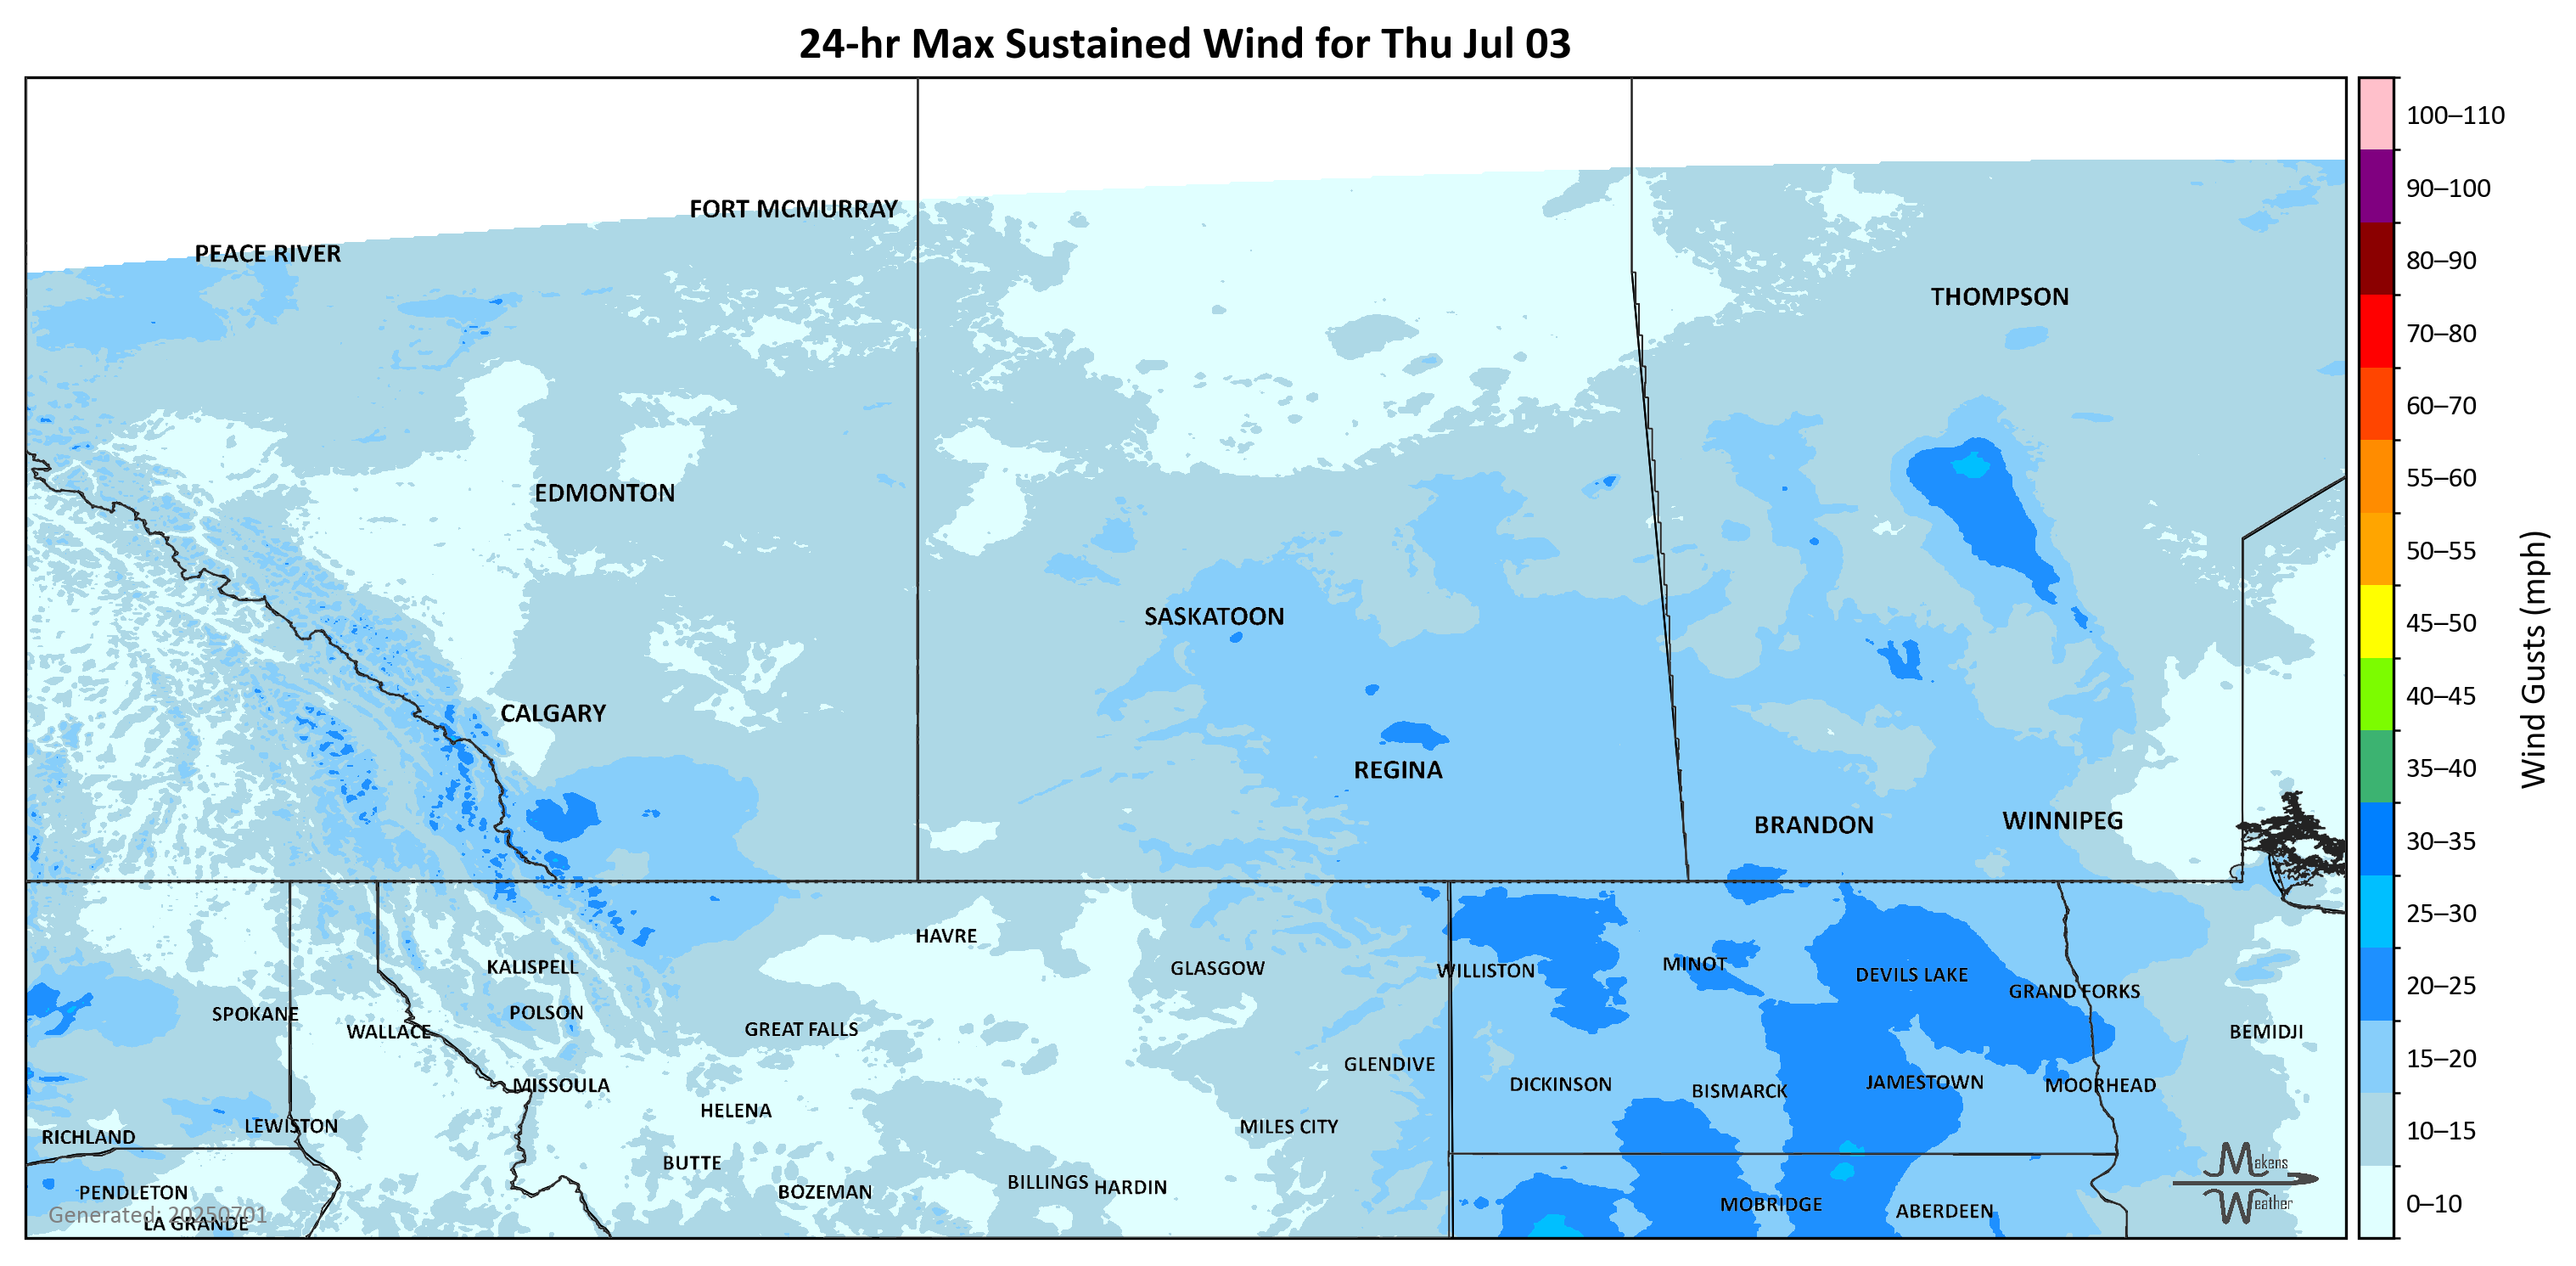 24-hr Max Sustained Wind for Thu Jul 03
100–110
90–100
80–90
70–80
60–70
55–60
50–55
45–50
40–45
35–40
30–35
25–30
20–25
15–20
10–15
0–10
Wind Gusts (mph)
FORT MCMURRAY
PEACE RIVER
THOMPSON
EDMONTON
SASKATOON
CALGARY
REGINA
BRANDON
WINNIPEG
HAVRE
KALISPELL
GLASGOW
WILLISTON
MINOT
DEVILS LAKE
GRAND FORKS
SPOKANE
POLSON
WALLACE
GREAT FALLS
BEMIDJI
GLENDIVE
MISSOULA
DICKINSON
BISMARCK
JAMESTOWN
MOORHEAD
HELENA
LEWISTON
MILES CITY
RICHLAND
BUTTE
BILLINGS
HARDIN
PENDLETON
BOZEMAN
MOBRIDGE
ABERDEEN
Generated: 20250701
LA GRANDE
Makens
Weather